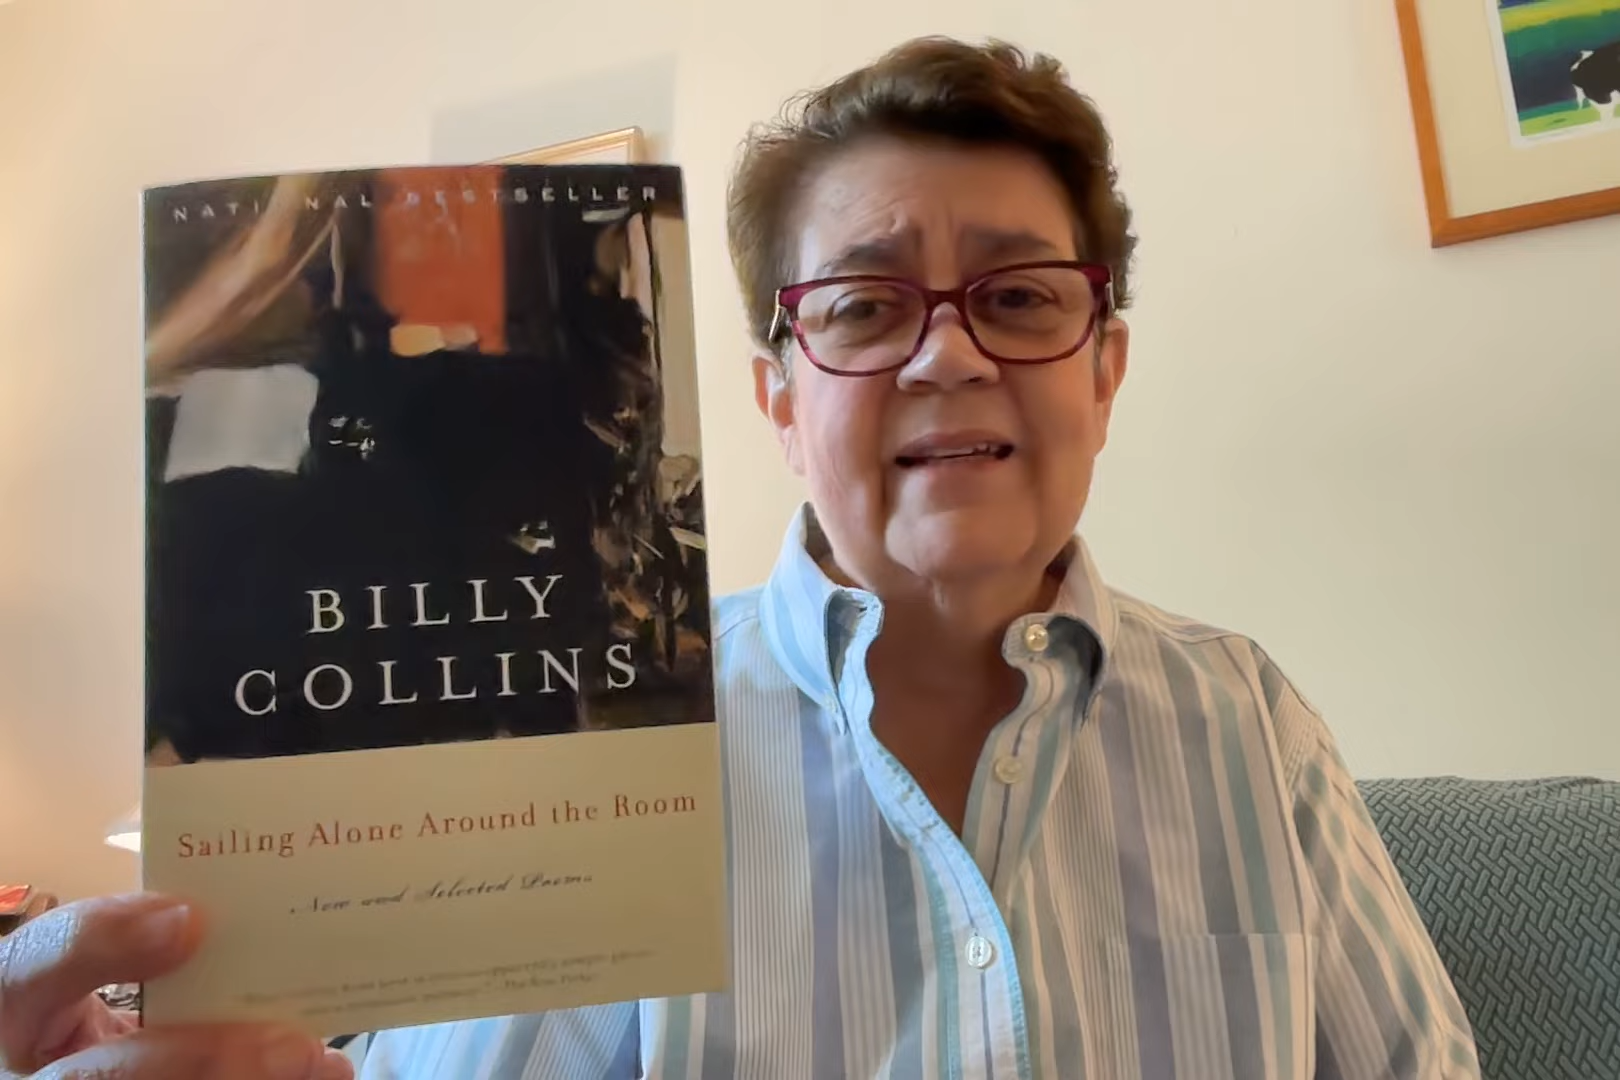 NATIONAL BESTSELLER
BILLY
COLLINS
Sailing Alone Around the Room
New and Selected Poems